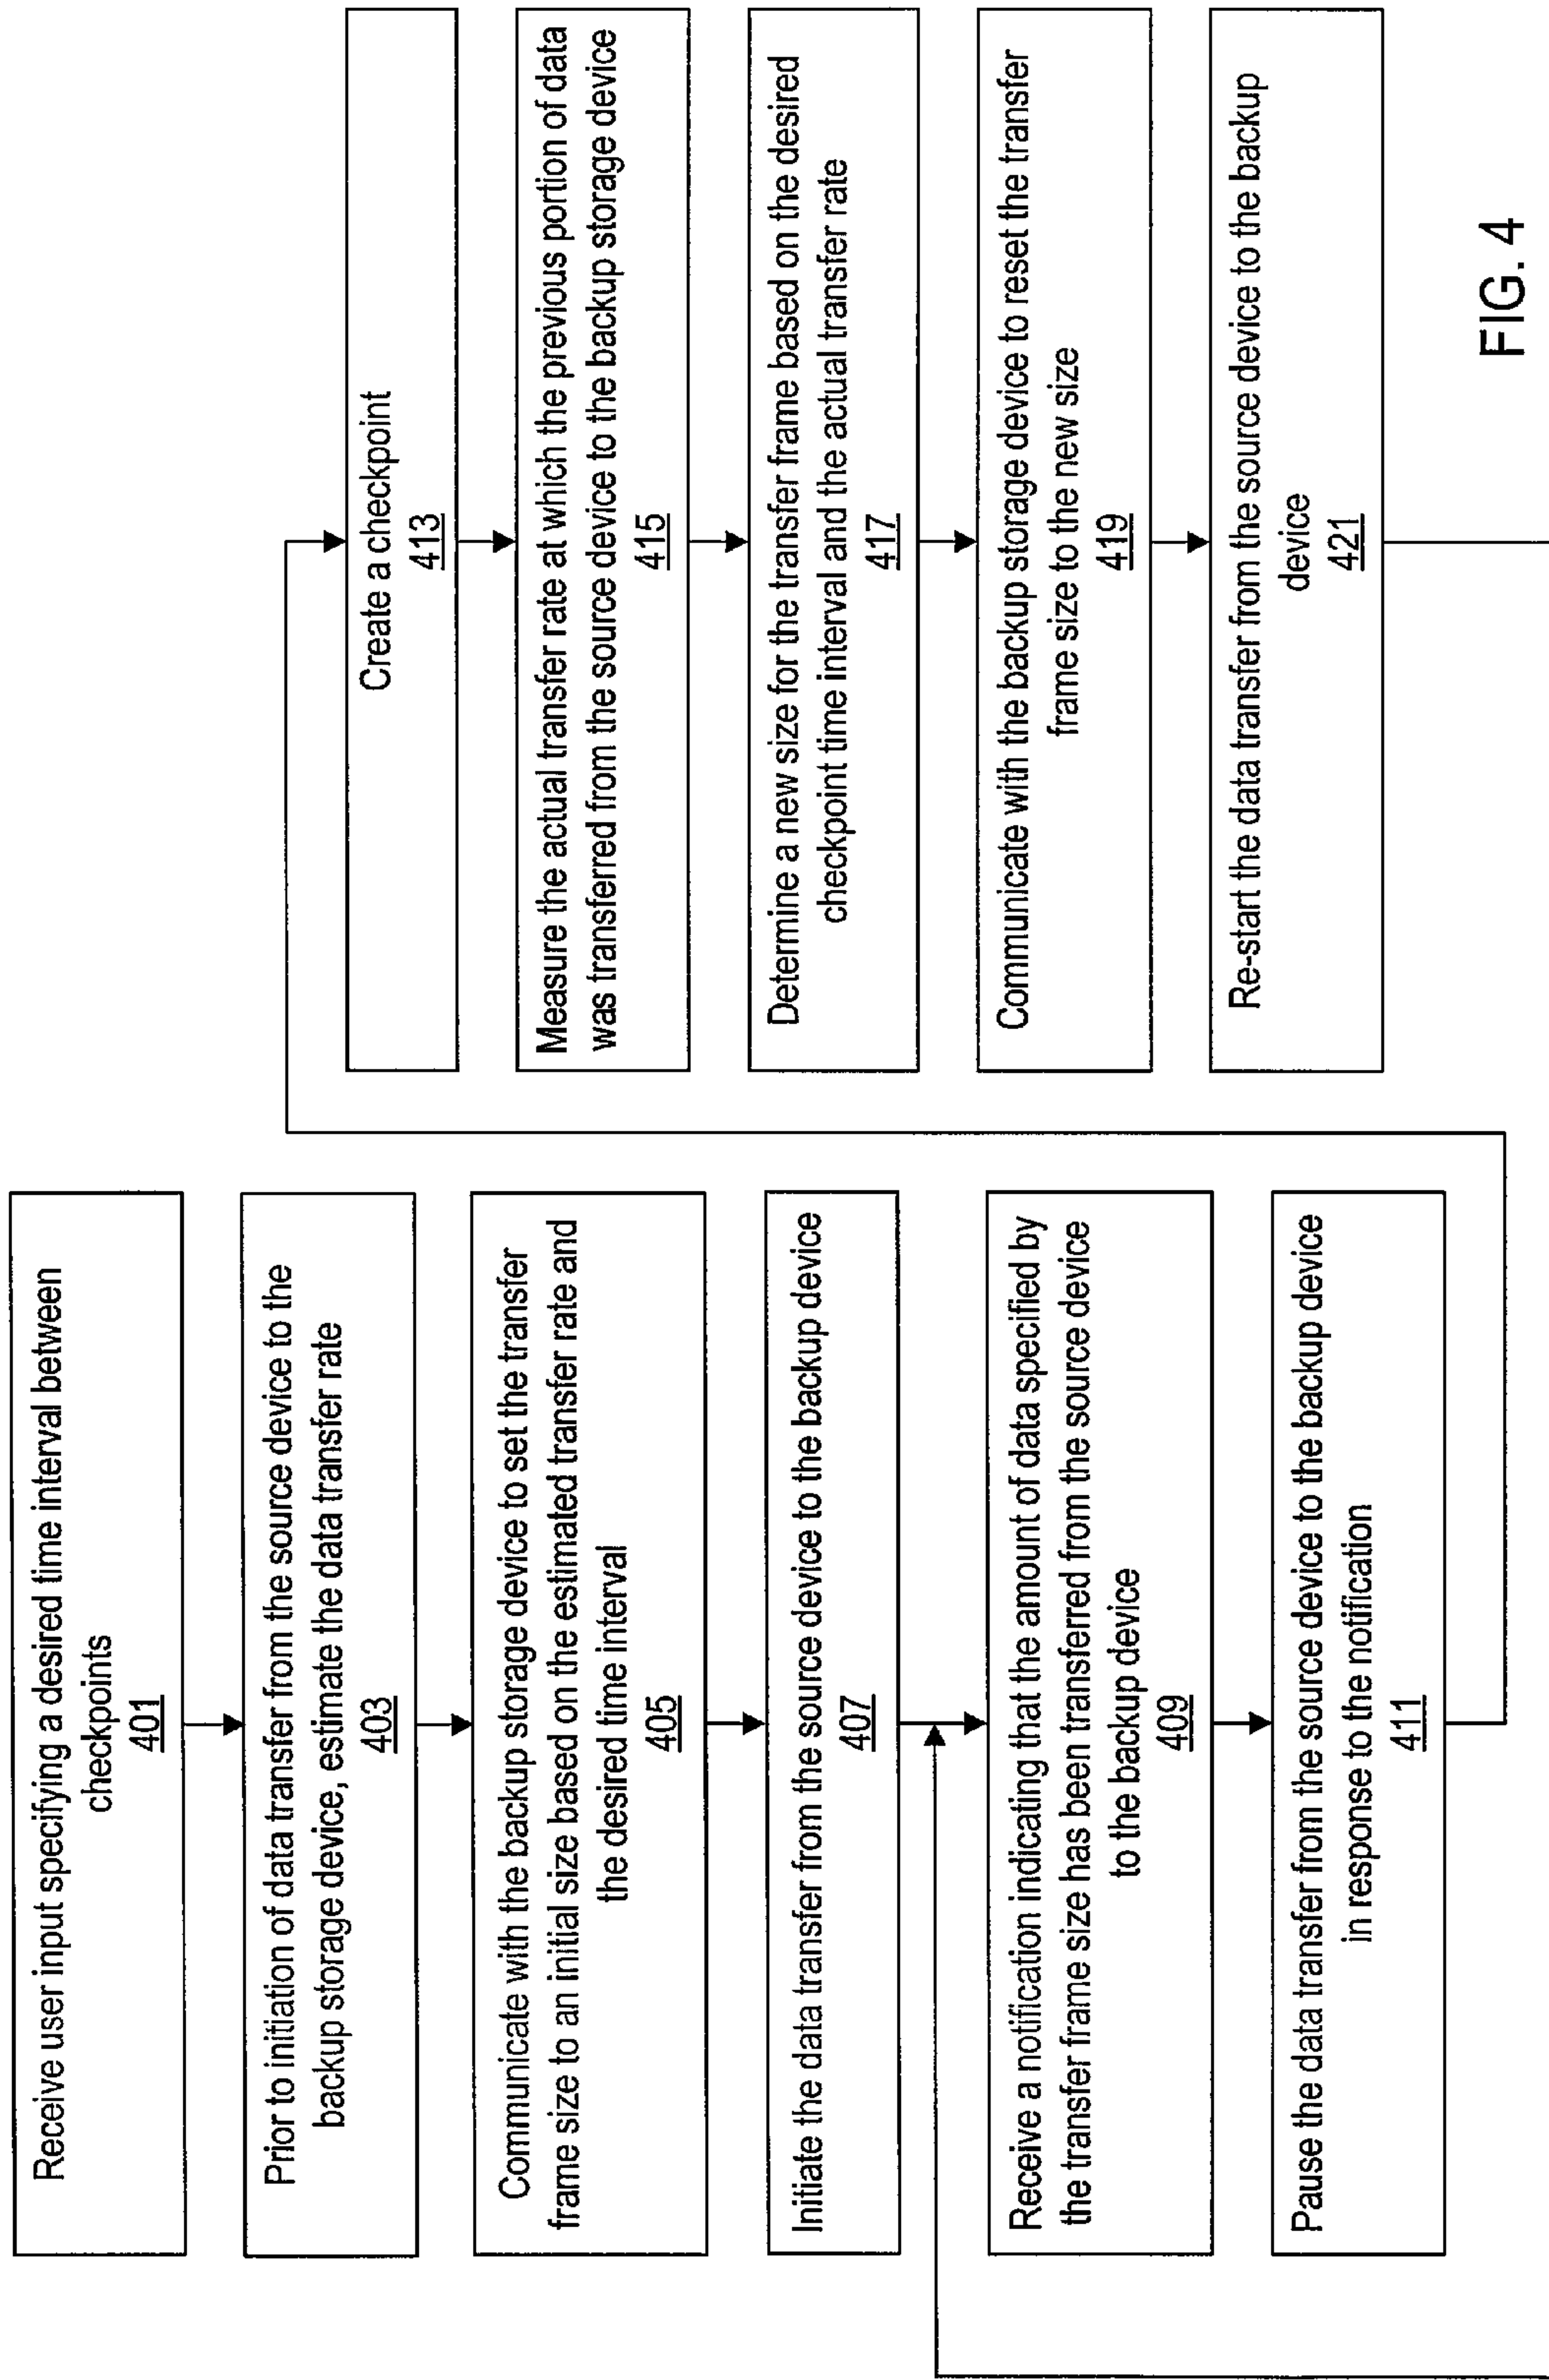 Receive user input specifying a desired time interval between
checkpoints
401
Prior to initiation of data transfer from the source device to the
backup storage device, estimate the data transfer rate
403
Communicate with the backup storage device to set the transfer
frame size to an initial size based on the estimated transfer rate and
the desired time interval
405
Initiate the data transfer from the source device to the backup device
407
Receive a notification indicating that the amount of data specified by
the transfer frame size has been transferred from the source device
to the backup device
409
Pause the data transfer from the source device to the backup device
in response to the notification
411
Create a checkpoint
413
Measure the actual transfer rate at which the previous portion of data
was transferred from the source device to the backup storage device
415
Determine a new size for the transfer frame based on the desired
checkpoint time interval and the actual transfer rate
417
Communicate with the backup storage device to reset the transfer
frame size to the new size
419
Re-start the data transfer from the source device to the backup
device
421
FIG. 4